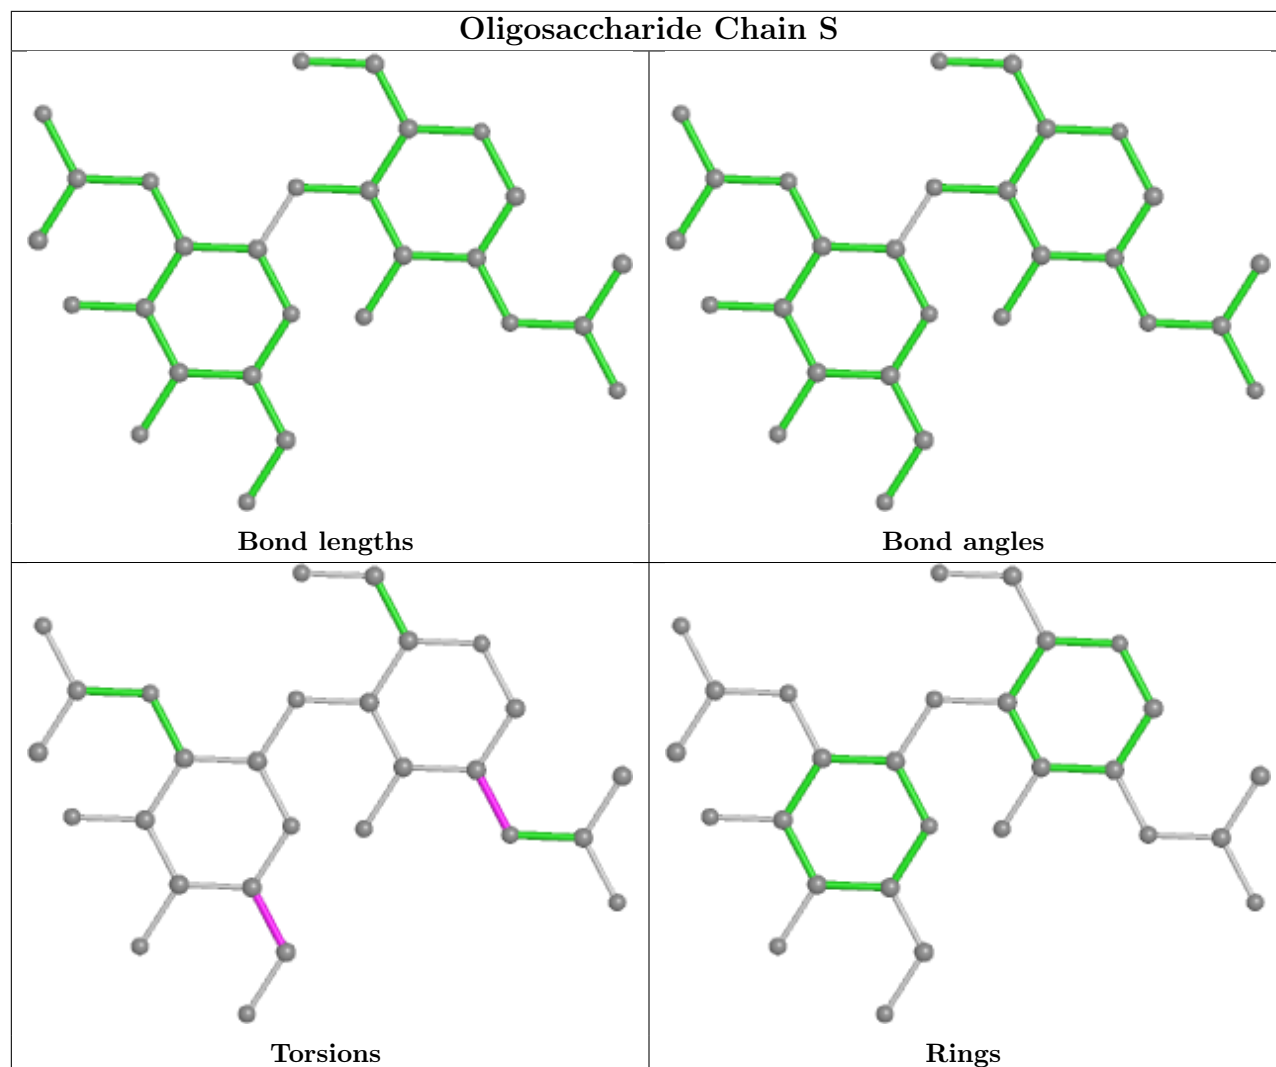 Oligosaccharide Chain S
Bond lengths
Bond angles
Torsions
Rings